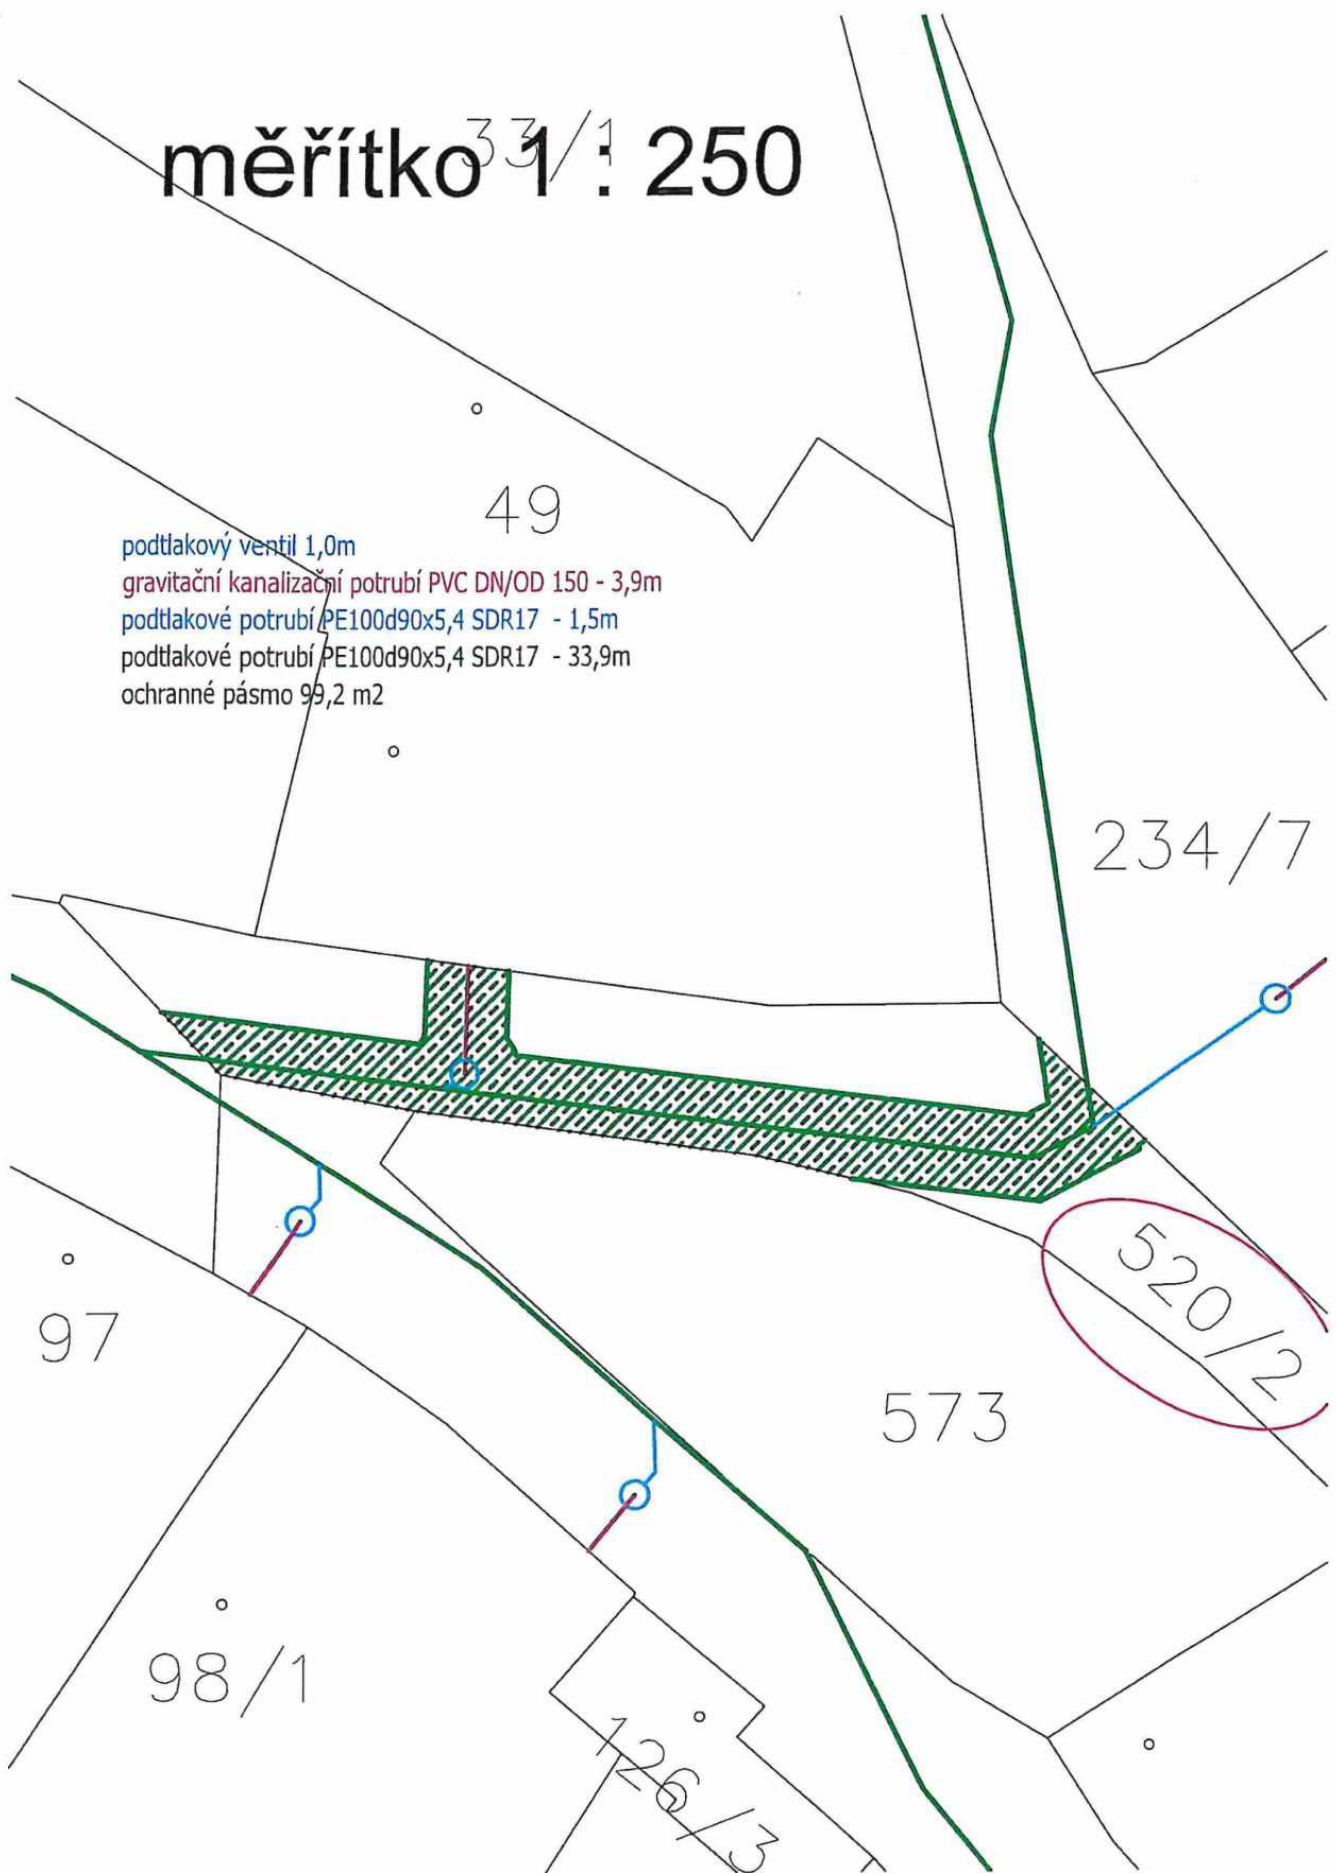 33/1
měřítko 1 : 250
49
podtlakový ventil 1,0m
gravitační kanalizační potrubí PVC DN/OD 150 - 3,9m
podtlakové potrubí PE100d90x5,4 SDR17 - 1,5m
podtlakové potrubí PE100d90x5,4 SDR17 - 33,9m
ochranné pásmo 99,2 m2
234/7
520/2
97
573
98/1
126/3